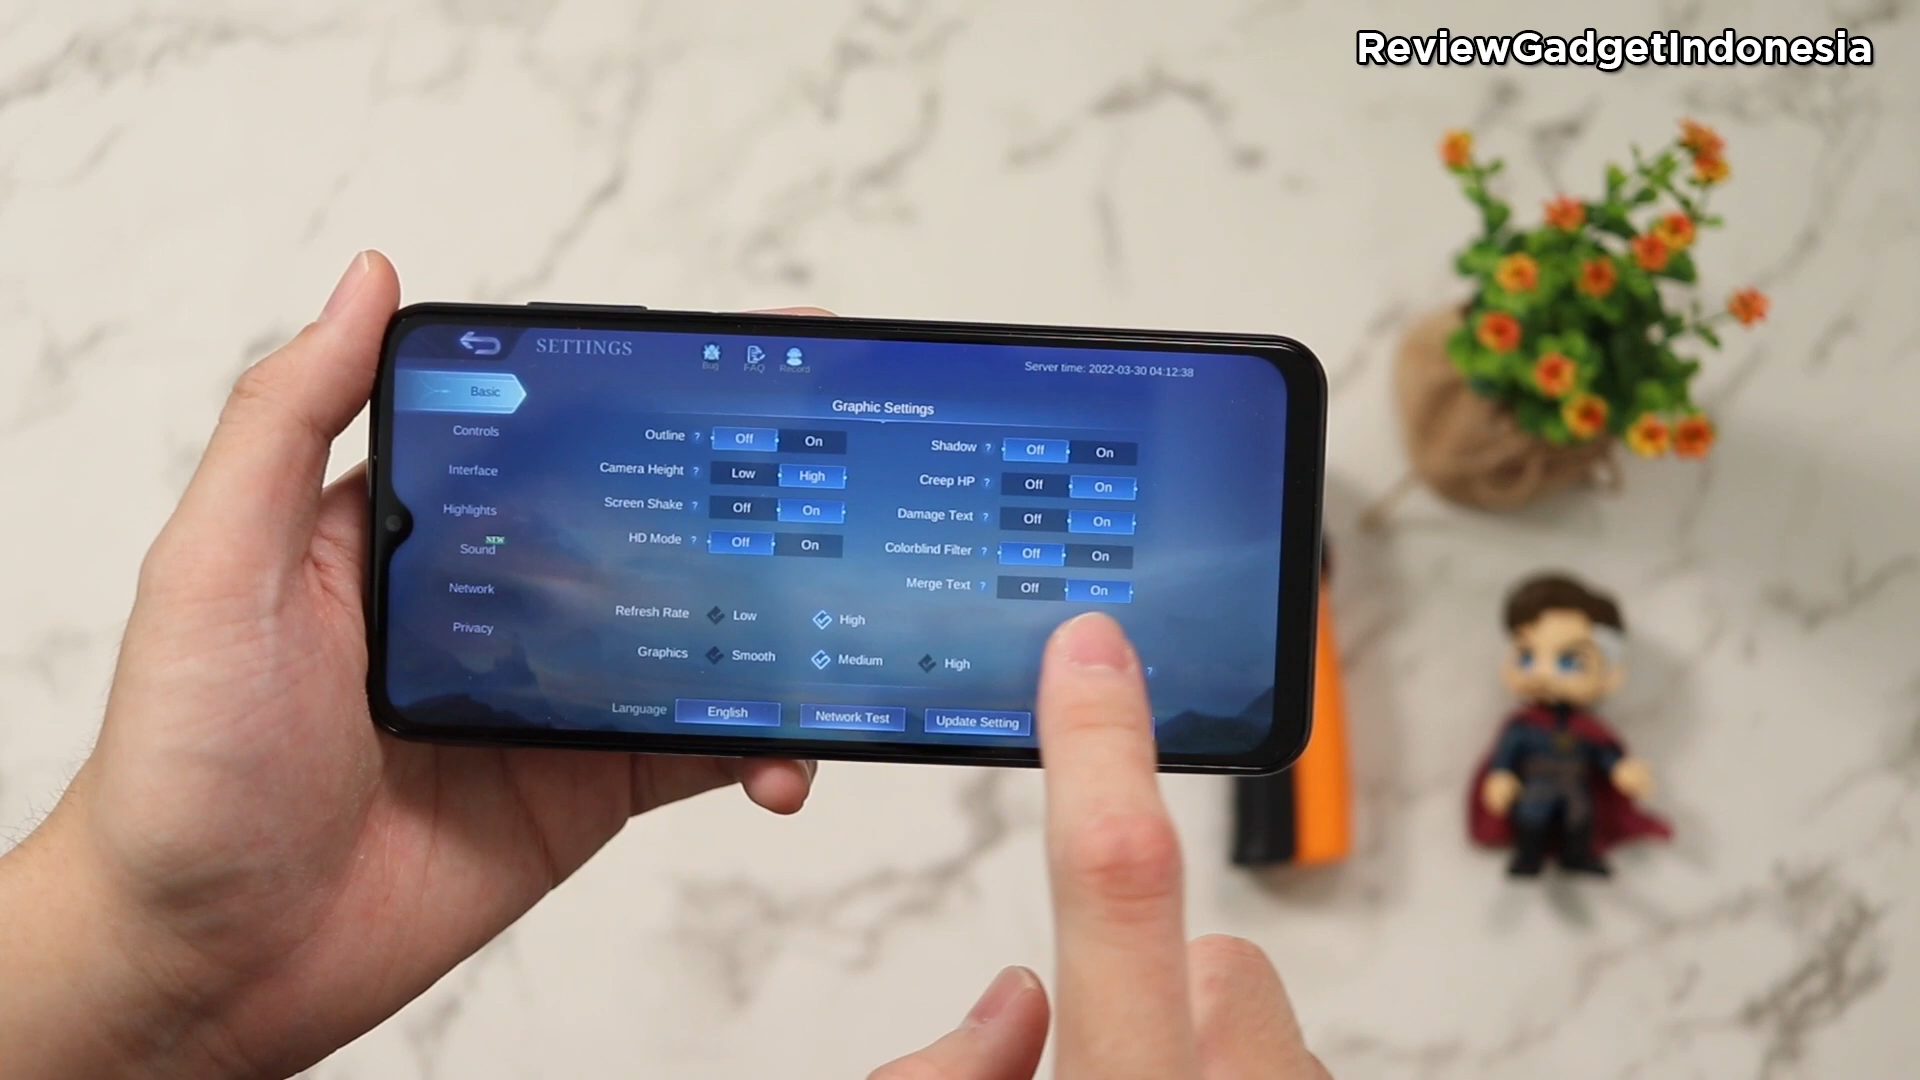 ReviewGadgetIndonesia
SETTINGS
Bug FAQ Record
Server time: 2022-03-30 04:12:38
Basic
Controls
Interface
Highlights
NEW
Sound
Network
Privacy
Graphic Settings
Outline ? Off On
Shadow ? Off On
Camera Height ? Low High
Creep HP ? Off On
Screen Shake ? Off On
Damage Text ? Off On
HD Mode ? Off On
Colorblind Filter ? Off On
Merge Text ? Off On
Refresh Rate Low High
Graphics Smooth Medium High
?
Language English Network Test Update Setting